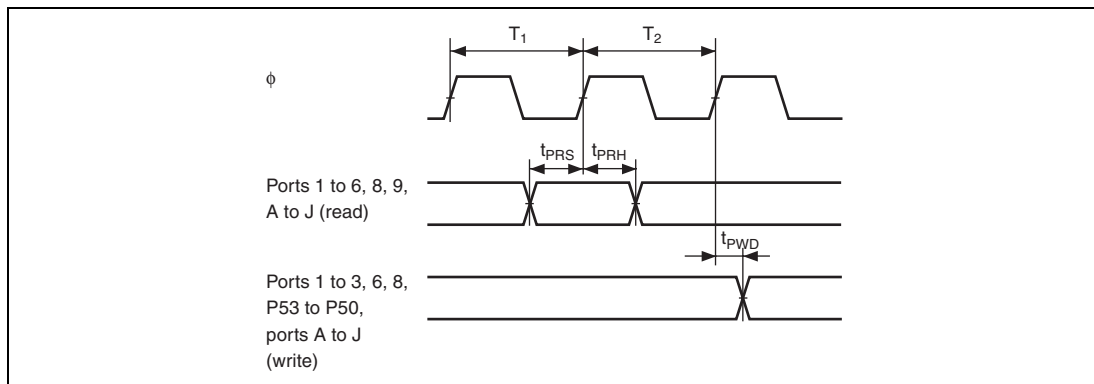 T1 T2
ϕ
tPRS tPRH
Ports 1 to 6, 8, 9,
A to J (read)
tPWD
Ports 1 to 3, 6, 8,
P53 to P50,
ports A to J
(write)